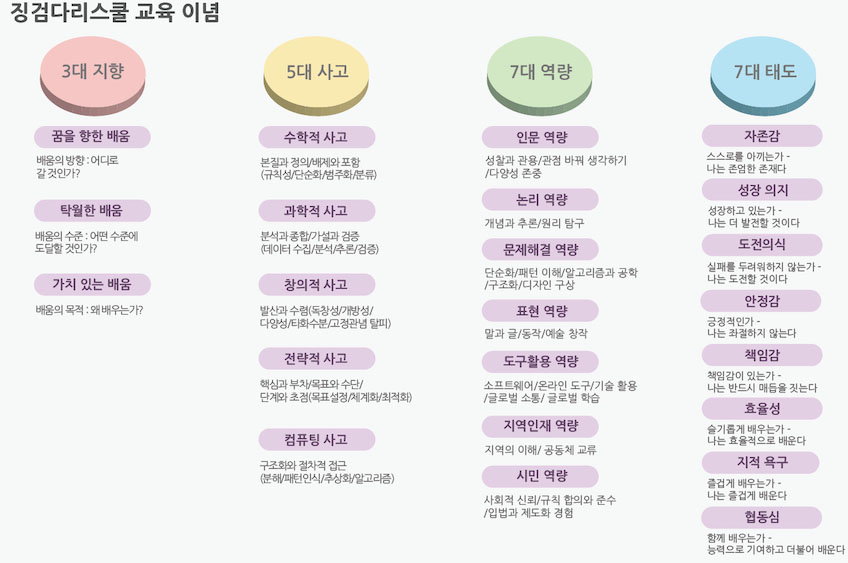 징검다리스쿨 교육 이념
3대 지향
꿈을 향한 배움
배움의 방향 : 어디로
갈 것인가?
탁월한 배움
배움의 수준 : 어떤 수준에
도달할 것인가?
가치 있는 배움
배움의 목적 : 왜 배우는가?
5대 사고
수학적 사고
본질과 정의/배제와 포함
(규칙성/단순화/범주화/분류)
과학적 사고
분석과 종합/가설과 검증
(데이터 수집/분석/추론/검증)
창의적 사고
발산과 수렴(독창성/개방성/
다양성/타화수분/고정관념 탈피)
전략적 사고
핵심과 부차/목표와 수단/
단계와 초점(목표설정/체계화/최적화)
컴퓨팅 사고
구조화와 절차적 접근
(분해/패턴인식/추상화/알고리즘)
7대 역량
인문 역량
성찰과 관용/관점 바꿔 생각하기
/다양성 존중
논리 역량
개념과 추론/원리 탐구
문제해결 역량
단순화/패턴 이해/알고리즘과 공학
/구조화/디자인 구상
표현 역량
말과 글/동작/예술 창작
도구활용 역량
소프트웨어/온라인 도구/기술 활용
/글로벌 소통/ 글로벌 학습
지역인재 역량
지역의 이해/ 공동체 교류
시민 역량
사회적 신뢰/규칙 합의와 준수
/입법과 제도화 경험
7대 태도
자존감
스스로를 아끼는가 -
나는 존엄한 존재다
성장 의지
성장하고 있는가 -
나는 더 발전할 것이다
도전의식
실패를 두려워하지 않는가 -
나는 도전할 것이다
안정감
긍정적인가 -
나는 좌절하지 않는다
책임감
책임감이 있는가 -
나는 반드시 매듭을 짓는다
효율성
슬기롭게 배우는가 -
나는 효율적으로 배운다
지적 욕구
즐겁게 배우는가 -
나는 즐겁게 배운다
협동심
함께 배우는가 -
능력으로 기여하고 더불어 배운다